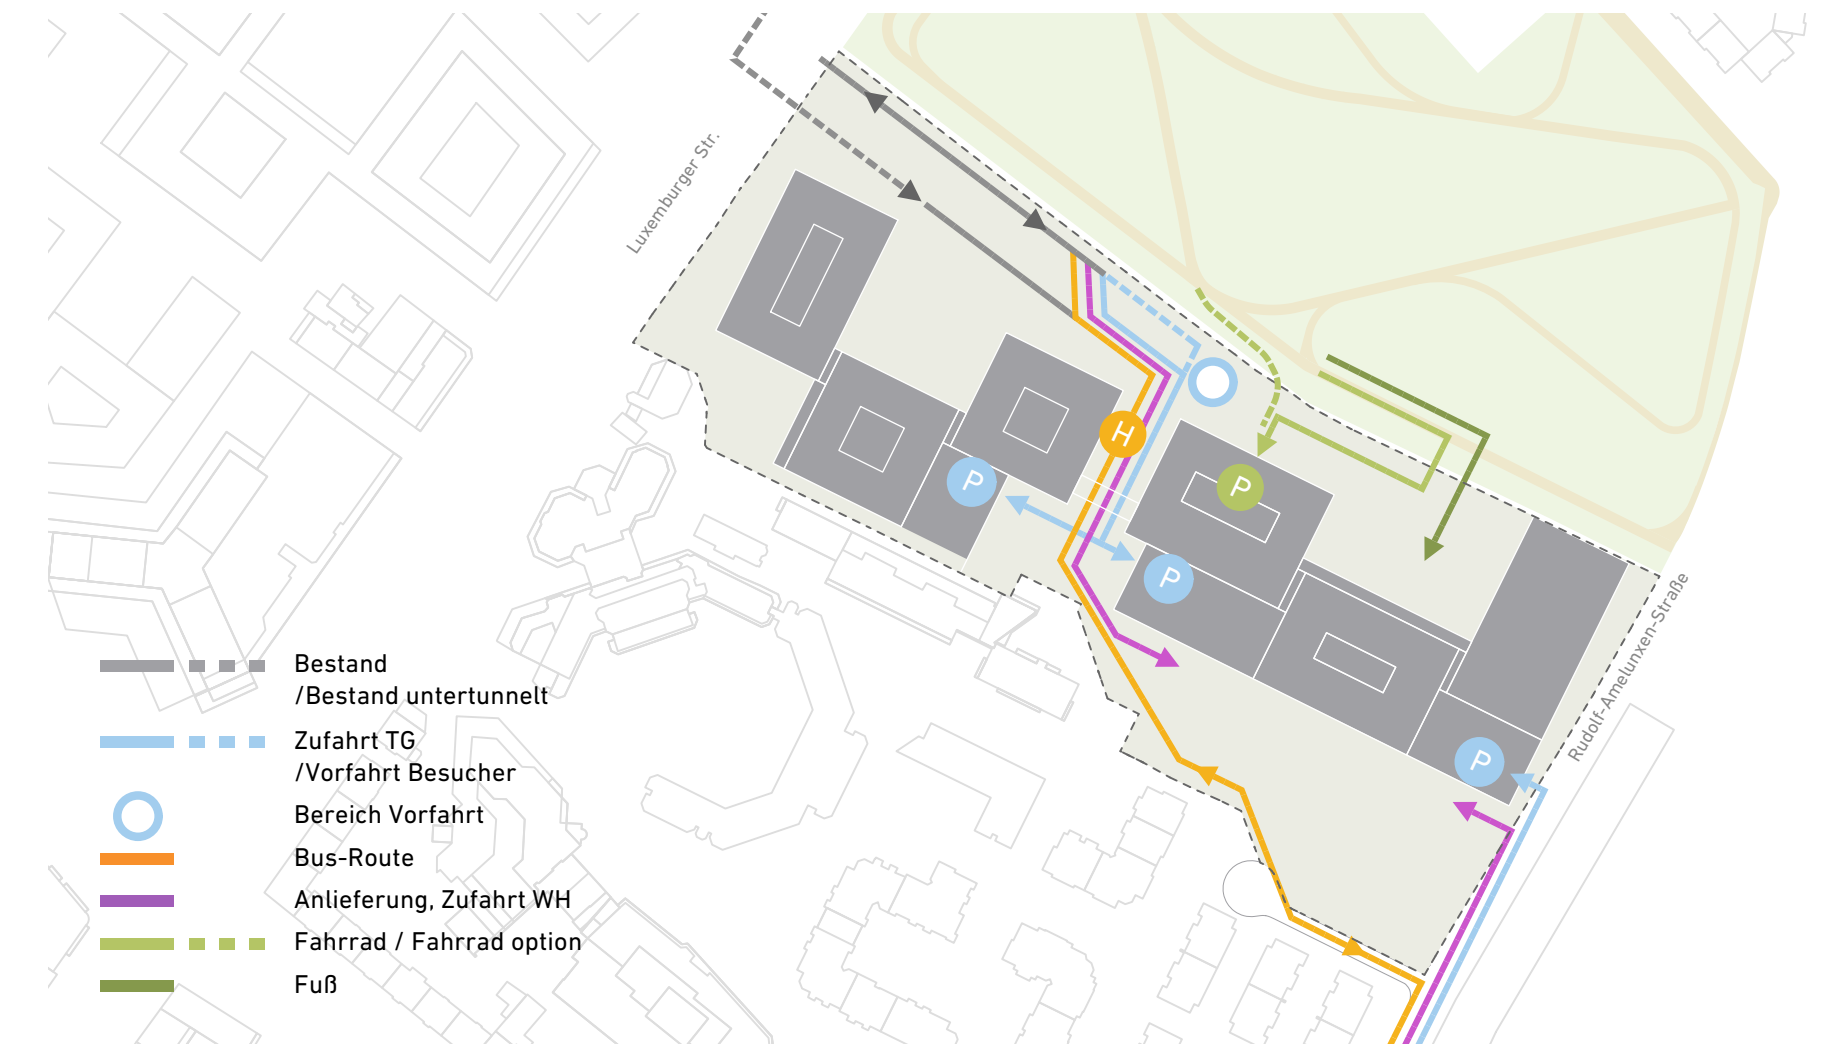 Luxemburger Str.
H
P
P
P
P
Rudolf-Amelunxen-Straße
Bestand
/Bestand untertunnelt
Zufahrt TG
/Vorfahrt Besucher
Bereich Vorfahrt
Bus-Route
Anlieferung, Zufahrt WH
Fahrrad / Fahrrad option
Fuß